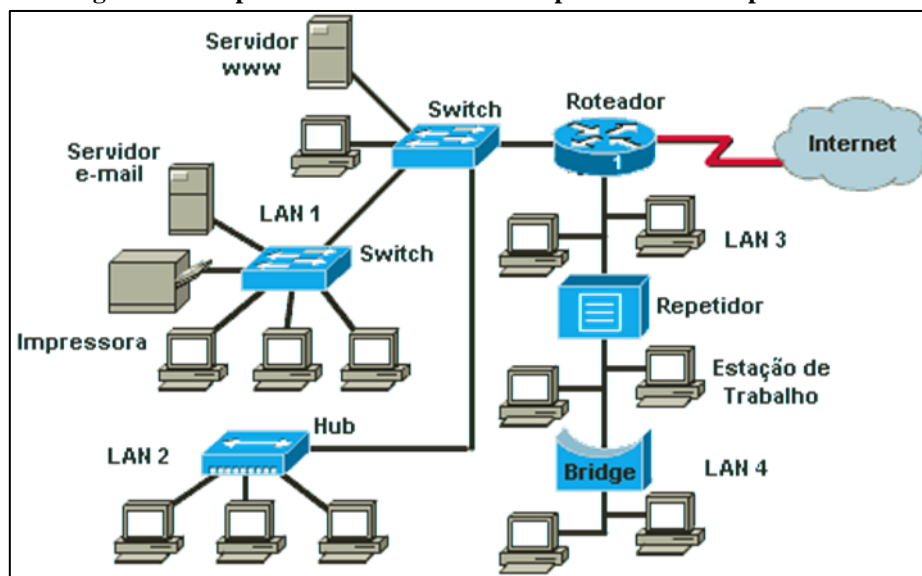 Servidor
www
Switch
Roteador
1
Internet
Servidor
e-mail
LAN 1
Switch
LAN 3
Impressora
Repetidor
Estação de
Trabalho
Hub
LAN 2
Bridge
LAN 4